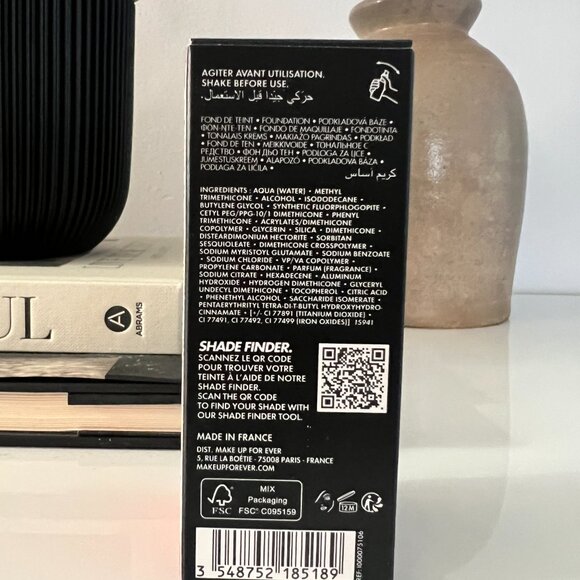 AGITER AVANT UTILISATION.
SHAKE BEFORE USE.
حركي جيّدا قبل الاستعمال.
FOND DE TEINT • FOUNDATION • PODKLADOVÁ BÁZE •
ΦΟΝ-ΝΤΕ-ΤΕΝ • FONDO DE MAQUILLAJE • FONDOTINTA
• TONALAIS KRĒMS • MAKIAŽO PAGRINDAS • PODKŁAD
• FOND DE TEN • MEIKKIVOIDE • ТОНАЛЬНОЕ
СРЕДСТВО • ФОН ДЬО ТЕН • PODLOGA ZA LICE •
JUMESTUSKREEM • ALAPOZÓ • PODKLADOVÁ BÁZA •
PODLAGA ZA LIČILA •
كريم أساس
INGREDIENTS : AQUA (WATER) • METHYL
TRIMETHICONE • ALCOHOL • ISODODECANE •
BUTYLENE GLYCOL • SYNTHETIC FLUORPHLOGOPITE •
CETYL PEG/PPG-10/1 DIMETHICONE • PHENYL
TRIMETHICONE • ACRYLATES/DIMETHICONE
COPOLYMER • GLYCERIN • SILICA • DIMETHICONE •
DISTEARDIMONIUM HECTORITE • SORBITAN
SESQUIOLEATE • DIMETHICONE CROSSPOLYMER •
SODIUM MYRISTOYL GLUTAMATE • SODIUM BENZOATE
• SODIUM CHLORIDE • VP/VA COPOLYMER •
PROPYLENE CARBONATE • PARFUM (FRAGRANCE) •
SODIUM CITRATE • HEXADECENE • ALUMINUM
HYDROXIDE • HYDROGEN DIMETHICONE • GLYCERYL
UNDECYL DIMETHICONE • TOCOPHEROL • CITRIC ACID
• PHENETHYL ALCOHOL • SACCHARIDE ISOMERATE •
PENTAERYTHRITYL TETRA-DI-T-BUTYL HYDROXYHYDRO-
CINNAMATE • [+/- CI 77891 (TITANIUM DIOXIDE) •
CI 77491, CI 77492, CI 77499 (IRON OXIDES)] 15941
SHADE FINDER.
SCANNEZ LE QR CODE
POUR TROUVER VOTRE
TEINTE À L'AIDE DE NOTRE
SHADE FINDER.
SCAN THE QR CODE
TO FIND YOUR SHADE WITH
OUR SHADE FINDER TOOL.
MADE IN FRANCE
DIST. MAKE UP FOR EVER
5, RUE LA BOÉTIE - 75008 PARIS - FRANCE
MAKEUPFOREVER.COM
FSC
MIX
Packaging
FSC® C095159
12M
REF: I000075106
3 548752 185189
UL
A
ABRAMS